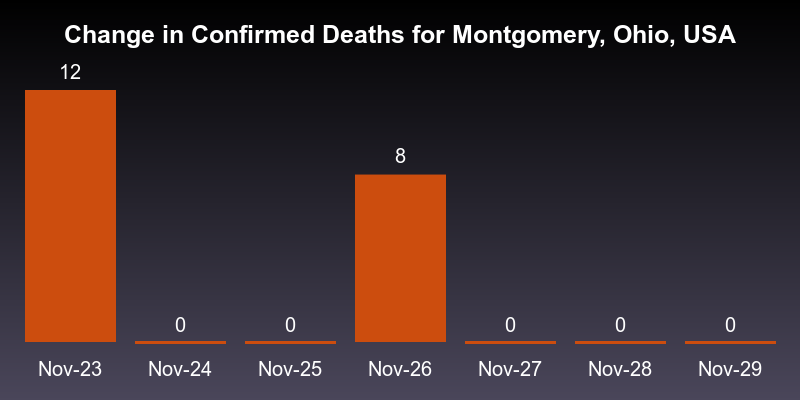 Change in Confirmed Deaths for Montgomery, Ohio, USA
12
8
0 0 0 0 0
Nov-23 Nov-24 Nov-25 Nov-26 Nov-27 Nov-28 Nov-29